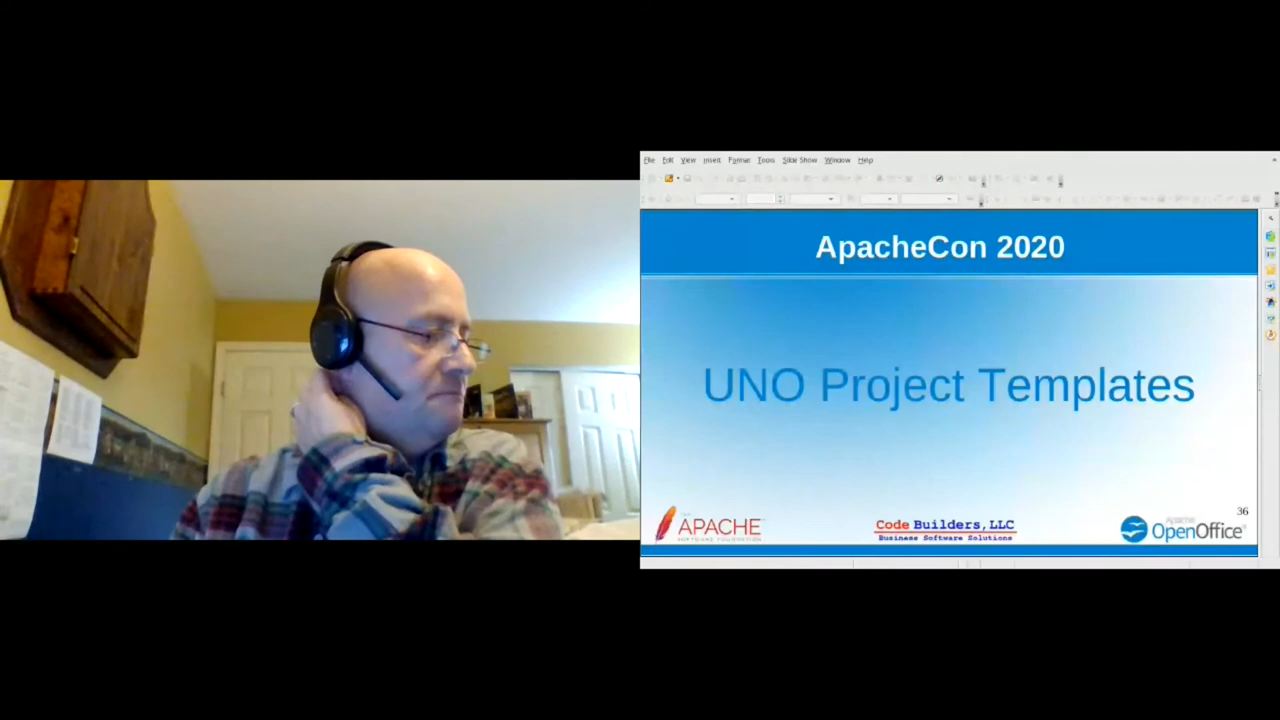 File Edit View Insert Format Tools Slide Show Window Help
ApacheCon 2020
UNO Project Templates
36
APACHE
Code Builders, LLC
Business Software Solutions
Apache
OpenOffice